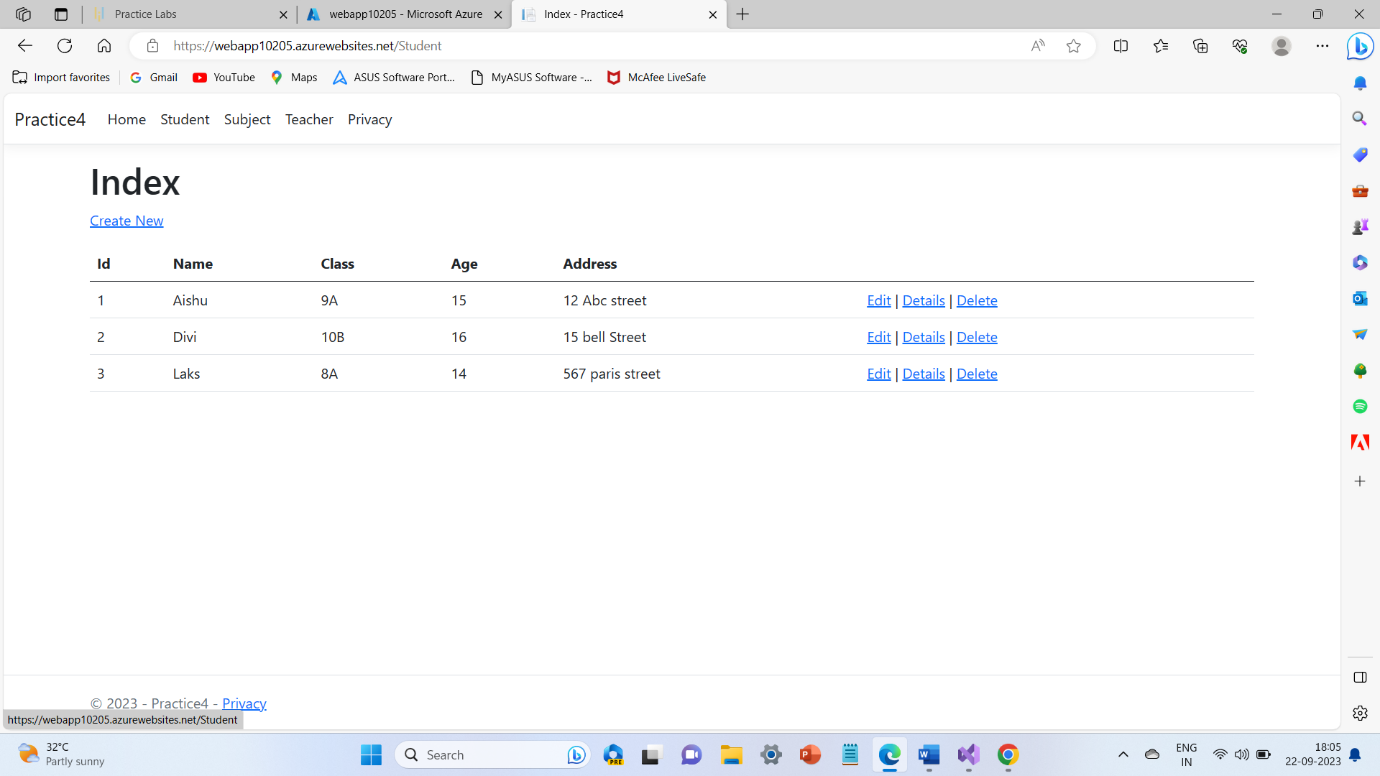 Practice Labs
webapp10205 - Microsoft Azure
Index - Practice4
https://webapp10205.azurewebsites.net/Student
Import favorites
Gmail
YouTube
Maps
ASUS Software Port...
MyASUS Software -...
McAfee LiveSafe
Practice4 Home Student Subject Teacher Privacy
Index
Create New
Id Name Class Age Address
1 Aishu 9A 15 12 Abc street Edit | Details | Delete
2 Divi 10B 16 15 bell Street Edit | Details | Delete
3 Laks 8A 14 567 paris street Edit | Details | Delete
© 2023 - Practice4 - Privacy
https://webapp10205.azurewebsites.net/Student
32°C
Partly sunny
Search
PRE
ENG
IN
18:05
22-09-2023